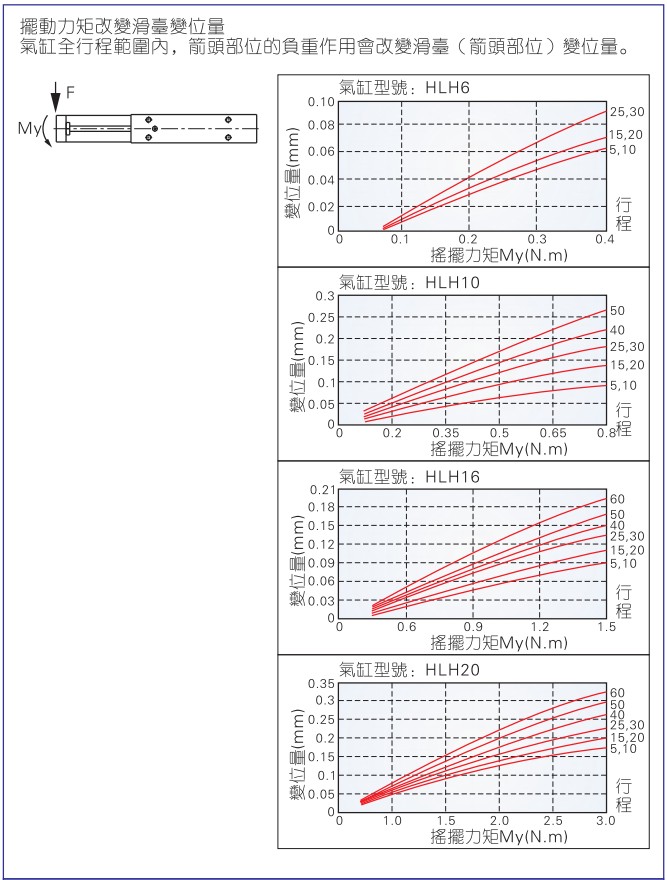 擺動力矩改變滑臺變位量
氣缸全行程範圍內，箭頭部位的負重作用會改變滑臺（箭頭部位）變位量。
F
My
氣缸型號：HLH6
變位量(mm)
0.10
0.08
0.06
0.04
0.02
0
25,30
15,20
5,10
行程
0 0.1 0.2 0.3 0.4
搖擺力矩My(N.m)
氣缸型號：HLH10
變位量(mm)
0.3
0.25
0.2
0.15
0.1
0.05
0
50
40
25,30
15,20
5,10
行程
0 0.2 0.35 0.5 0.65 0.8
搖擺力矩My(N.m)
氣缸型號：HLH16
變位量(mm)
0.21
0.18
0.15
0.12
0.09
0.06
0.03
0
60
50
40
25,30
15,20
5,10
行程
0 0.6 0.9 1.2 1.5
搖擺力矩My(N.m)
氣缸型號：HLH20
變位量(mm)
0.35
0.3
0.25
0.2
0.15
0.1
0.05
0
60
50
40
25,30
15,20
5,10
行程
0 1.0 1.5 2.0 2.5 3.0
搖擺力矩My(N.m)